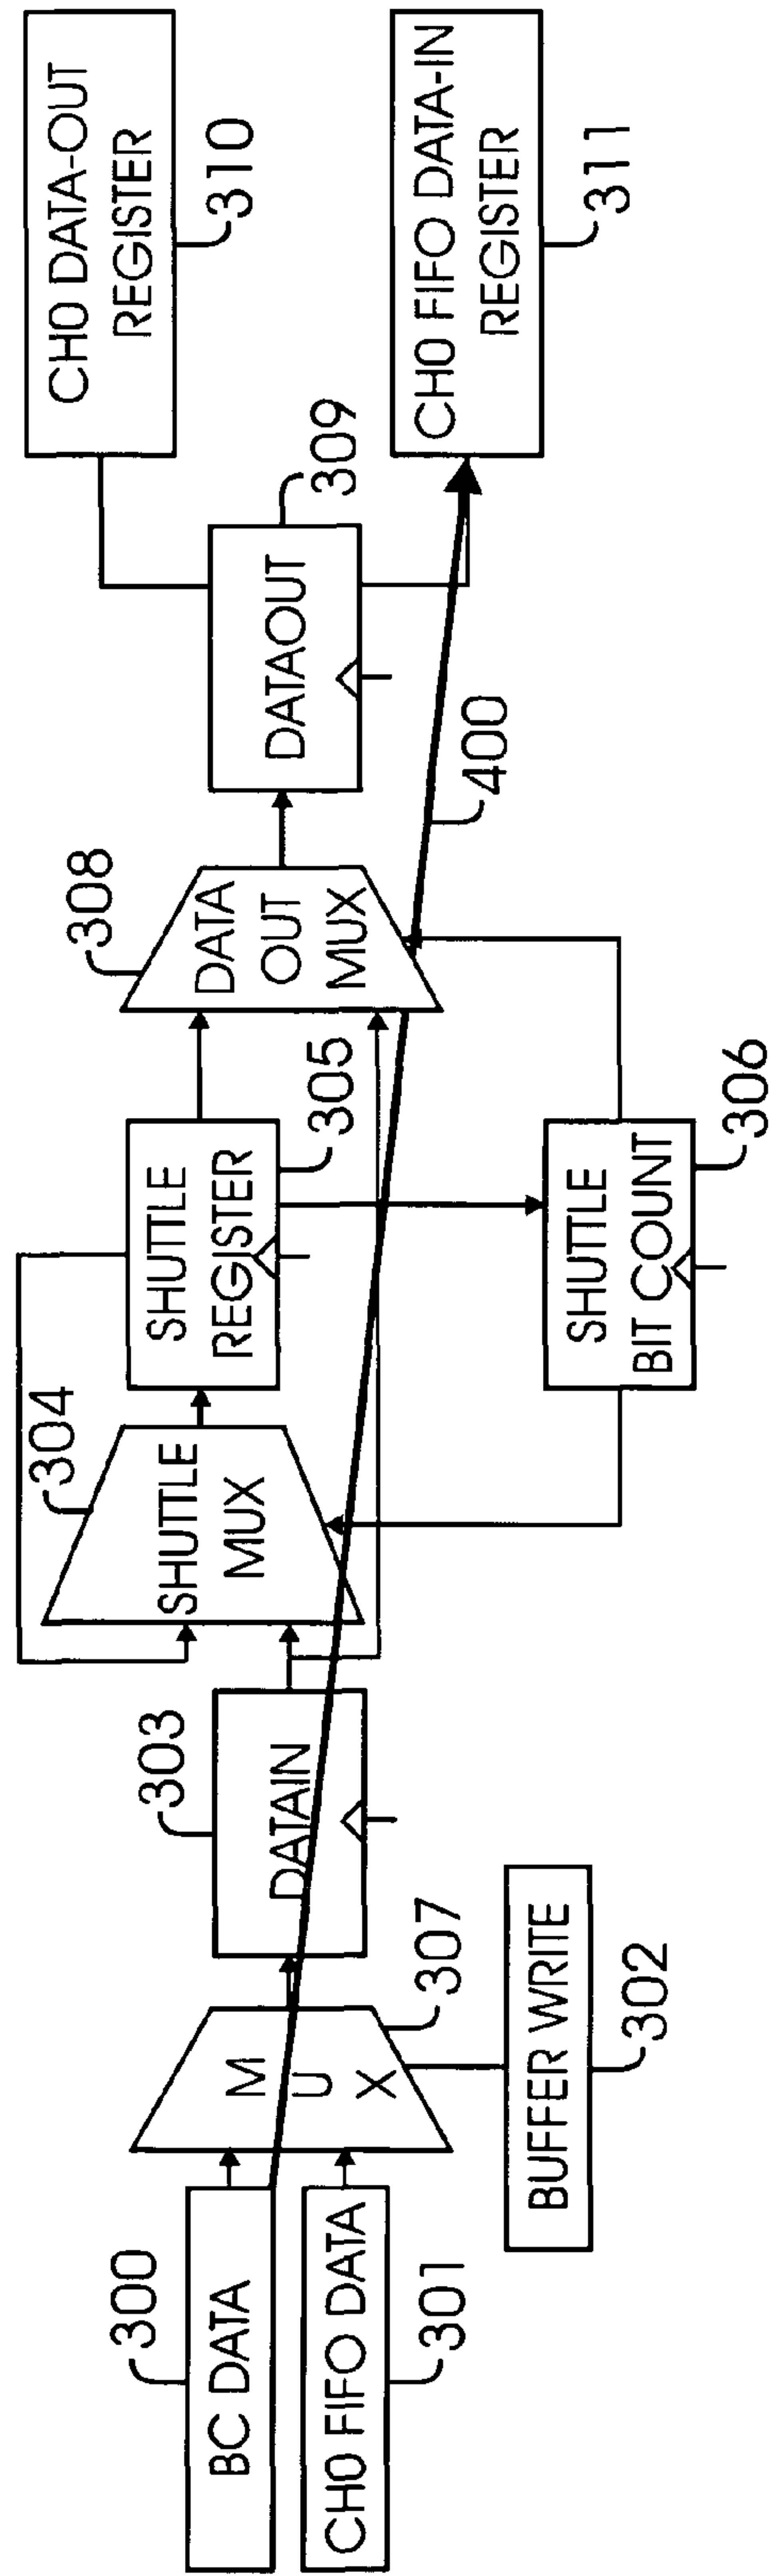 300
BC DATA
CH0 FIFO DATA
301
M
U
X
307
BUFFER WRITE
302
303
DATAIN
304
SHUTTLE
MUX
SHUTTLE
REGISTER
305
SHUTTLE
BIT COUNT
306
308
DATA
OUT
MUX
400
DATAOUT
309
CH0 DATA-OUT
REGISTER
310
CH0 FIFO DATA-IN
REGISTER
311